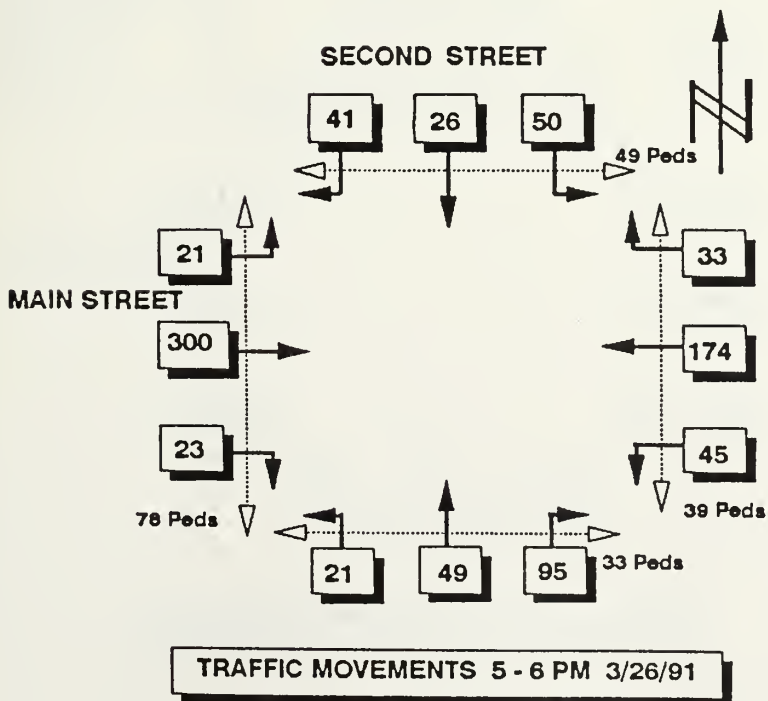 SECOND STREET
41 26 50
49 Peds
21 33
MAIN STREET
300 174
23 45
78 Peds 39 Peds
21 49 95
33 Peds
TRAFFIC MOVEMENTS 5 - 6 PM 3/26/91